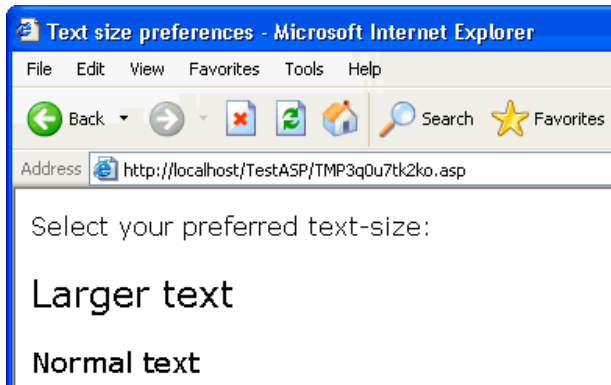 Text size preferences - Microsoft Internet Explorer
File Edit View Favorites Tools Help
Back Search Favorites
Address http://localhost/TestASP/TMP3q0u7tk2ko.asp
Select your preferred text-size:
Larger text
Normal text